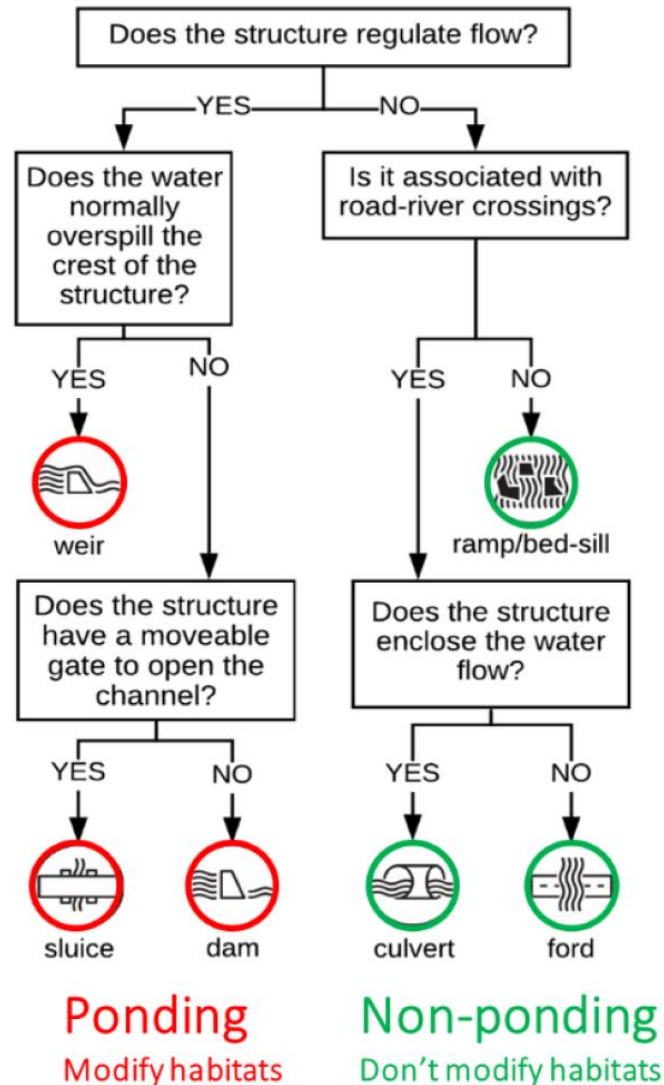 Does the structure regulate flow?
YES
NO
Does the water
normally
overspill the
crest of the
structure?
Is it associated with
road-river crossings?
YES
NO
YES
NO
weir
ramp/bed-sill
Does the structure
have a moveable
gate to open the
channel?
Does the structure
enclose the water
flow?
YES
NO
YES
NO
sluice
dam
culvert
ford
Ponding
Modify habitats
Non-ponding
Don't modify habitats